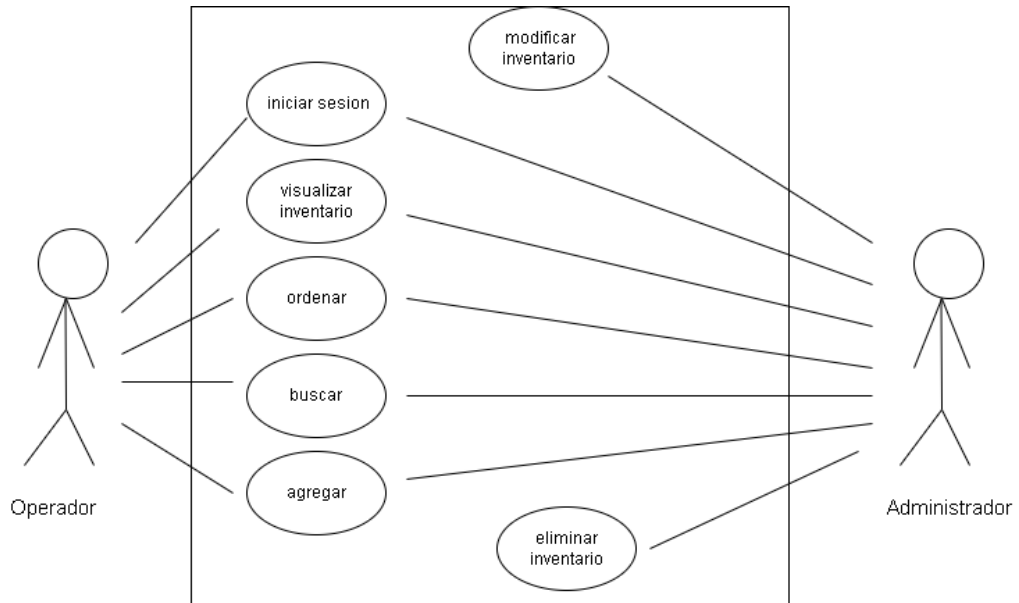 modificar
inventario
iniciar sesion
visualizar
inventario
ordenar
buscar
agregar
eliminar
inventario
Operador
Administrador